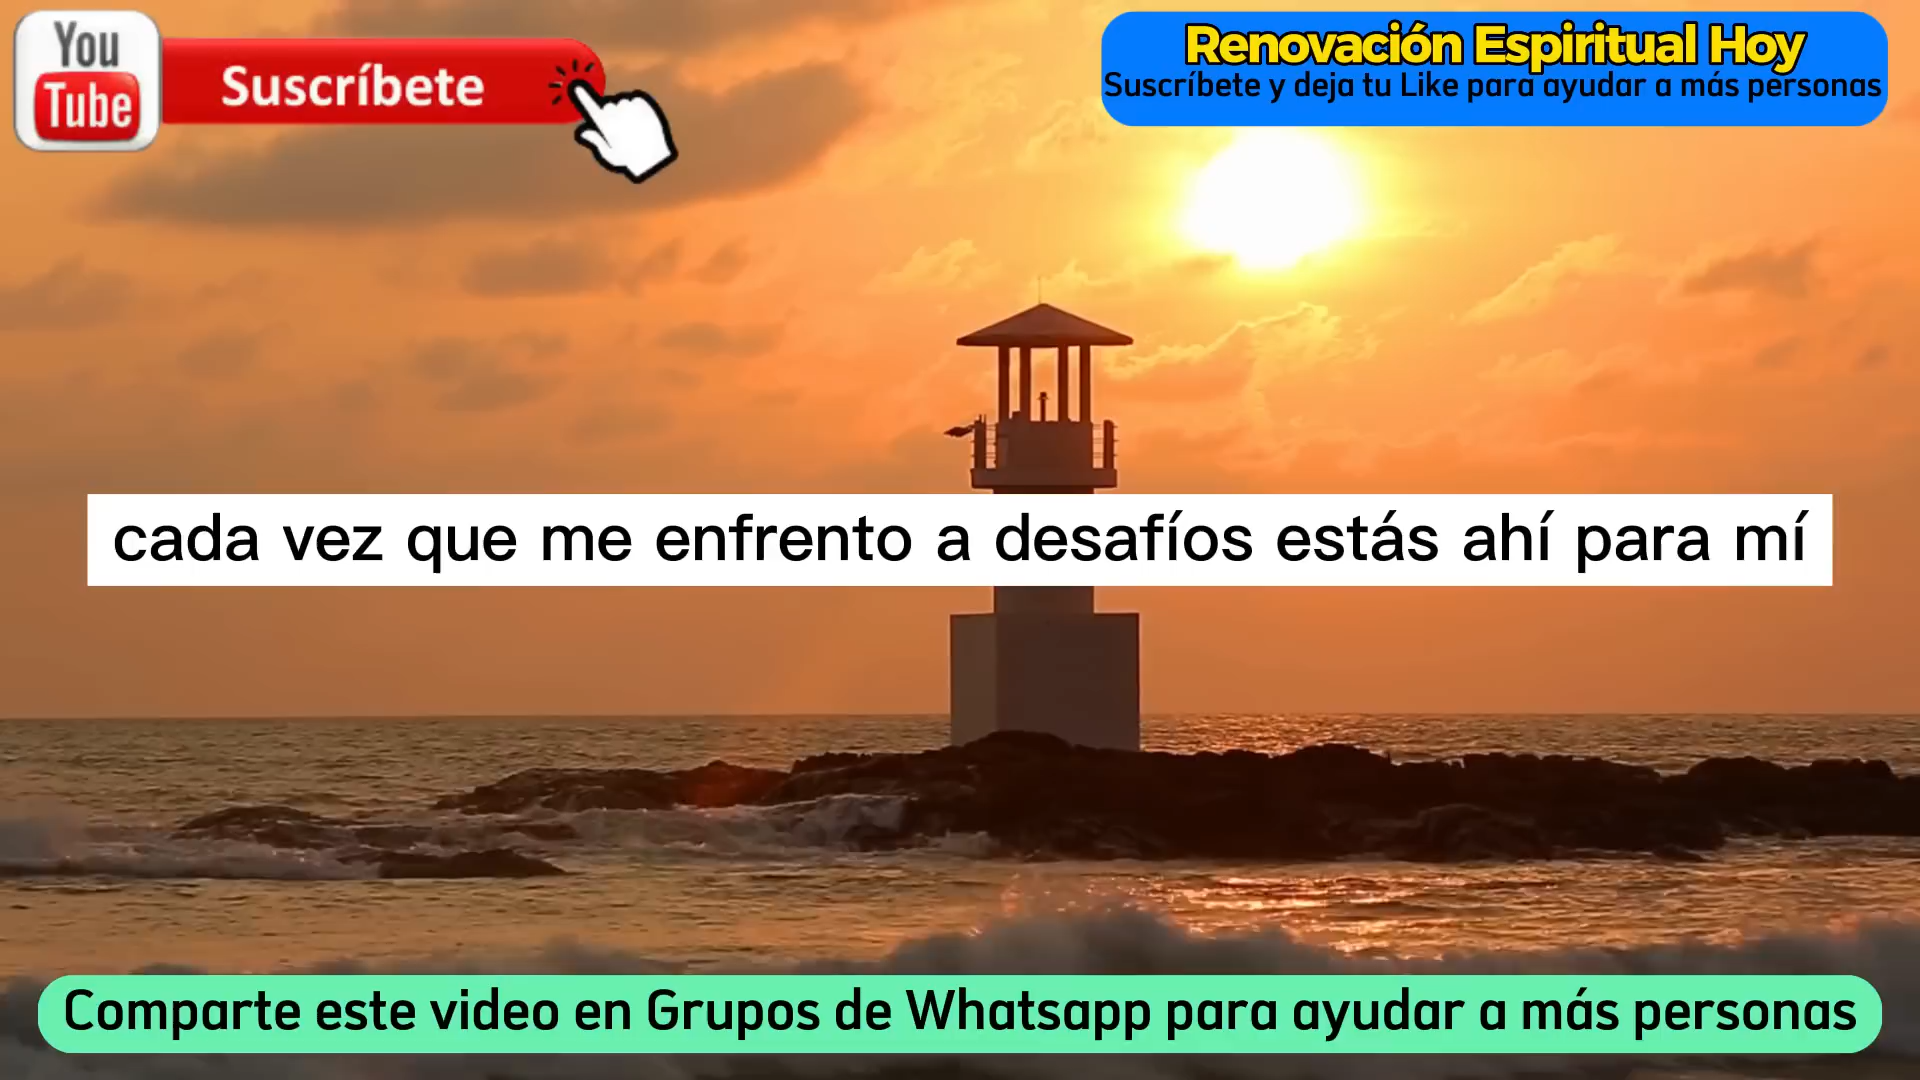 You
Tube
Suscríbete
Renovación Espiritual Hoy
Suscríbete y deja tu Like para ayudar a más personas
cada vez que me enfrento a desafíos estás ahí para mí
Comparte este video en Grupos de Whatsapp para ayudar a más personas